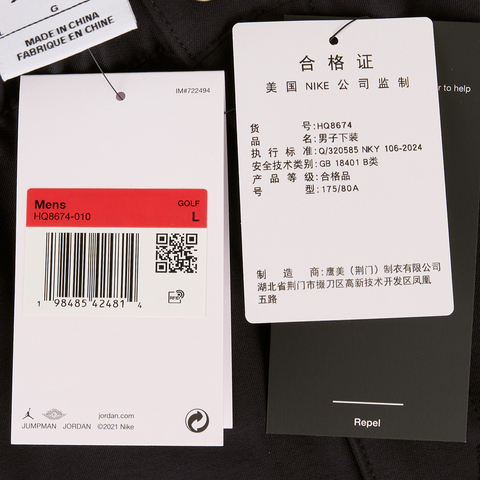 G
MADE IN CHINA
FABRIQUE EN CHINE
IM#722494
Mens
GOLF
HQ8674-010
L
1 98485 42481 4
RFID
jordan.com
JUMPMAN JORDAN ©2021 Nike
合格证
美国 NIKE 公司监制
货号:HQ8674
品名:男子下装
执行标准:Q/320585 NKY 106-2024
安全技术类别:GB 18401 B类
产品等级:合格品
号型:175/80A
制造商:鹰美（荆门）制衣有限公司
湖北省荆门市掇刀区高新技术开发区凤凰
五路
to help
Repel